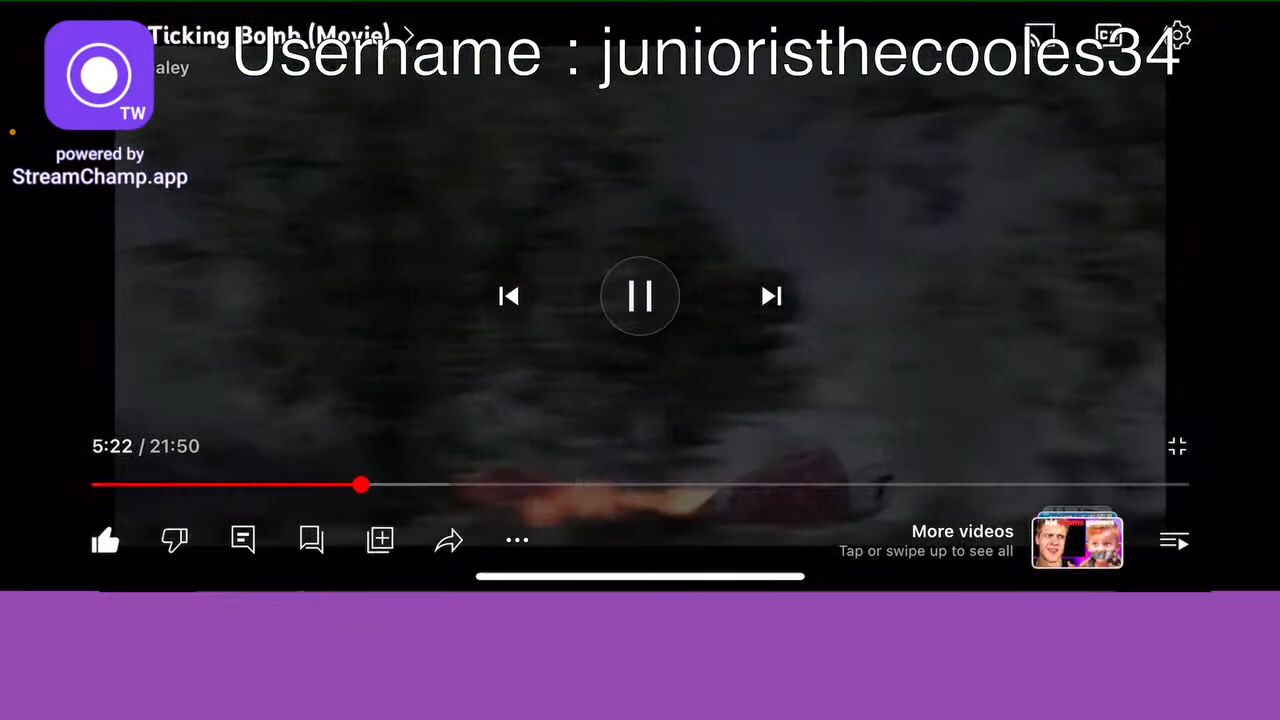 Ticking Bomb (Movie)
Username : junioristhecooles34
aley
TW
powered by
StreamChamp.app
5:22 / 21:50
More videos
Tap or swipe up to see all